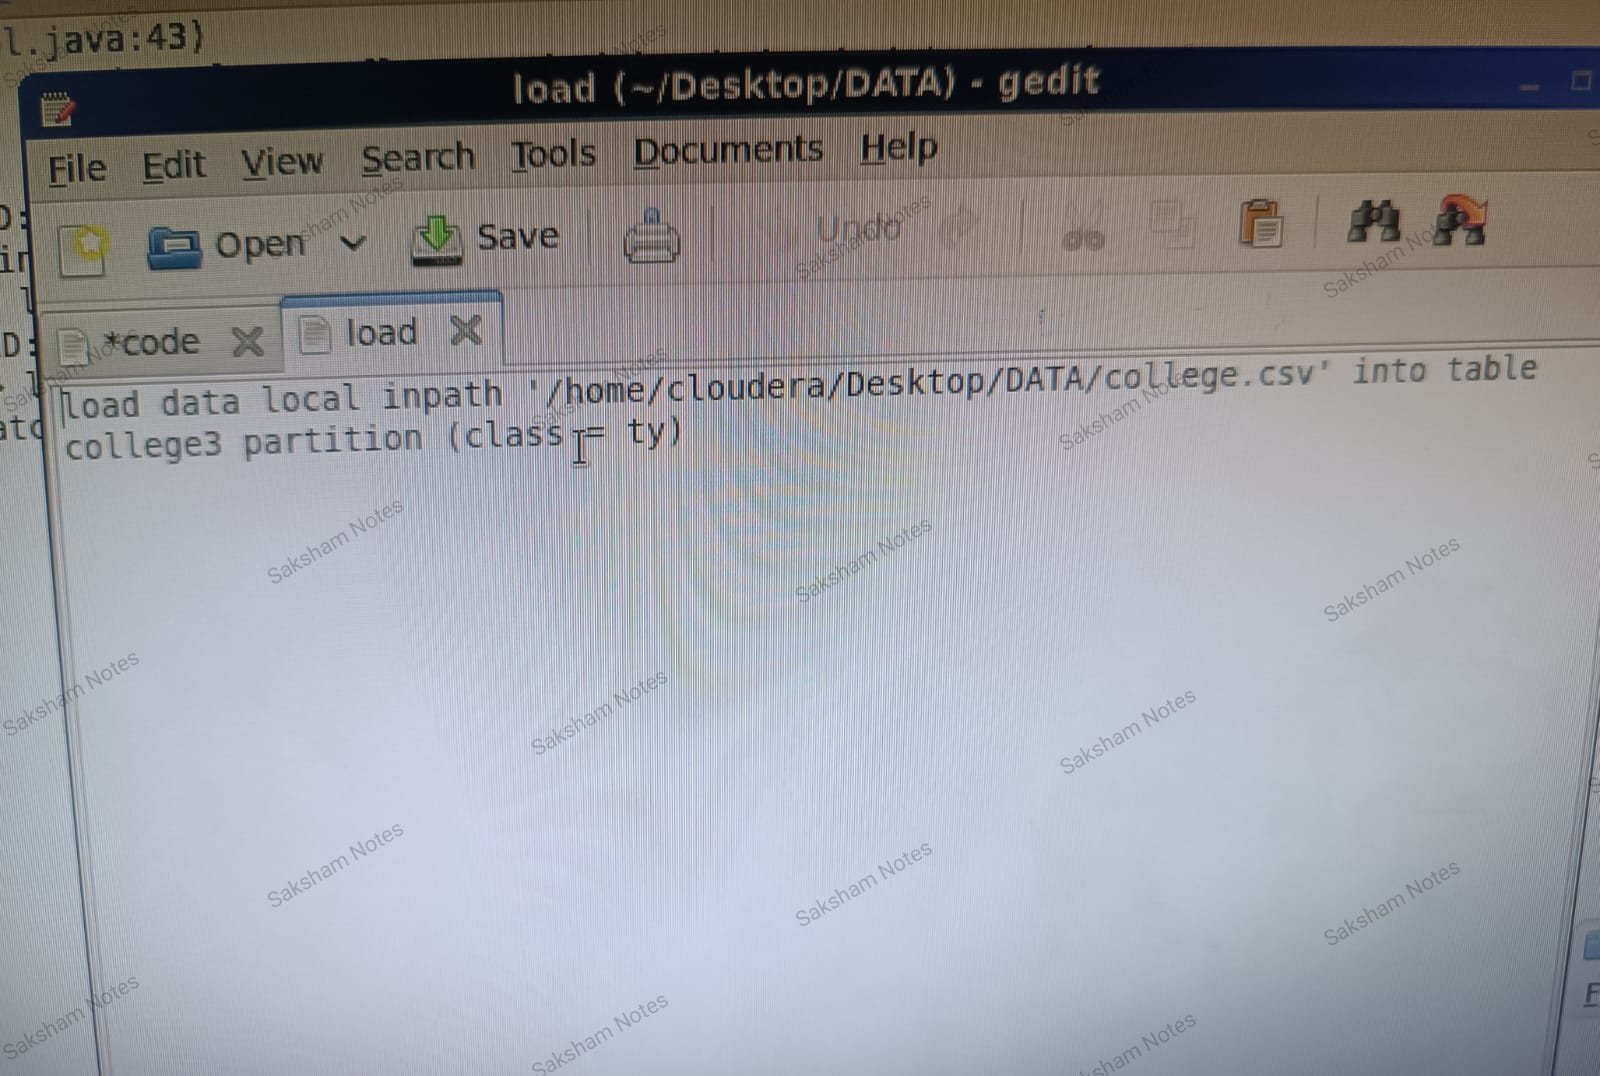 l.java:43)
load (~/Desktop/DATA) - gedit
File Edit View Search Tools Documents Help
Open Save Undo
*code load
load data local inpath '/home/cloudera/Desktop/DATA/college.csv' into table
college3 partition (class = ty)
Saksham Notes
Saksham Notes
Saksham Notes
Saksham Notes
Saksham Notes
Saksham Notes
Saksham Notes
Saksham Notes
Saksham Notes
Saksham Notes
Saksham Notes
Saksham Notes